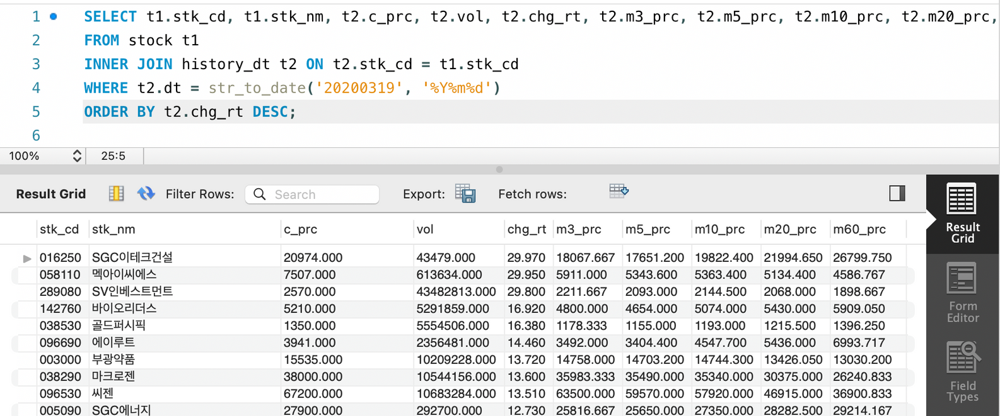 1 SELECT t1.stk_cd, t1.stk_nm, t2.c_prc, t2.vol, t2.chg_rt, t2.m3_prc, t2.m5_prc, t2.m10_prc, t2.m20_prc,
2 FROM stock t1
3 INNER JOIN history_dt t2 ON t2.stk_cd = t1.stk_cd
4 WHERE t2.dt = str_to_date('20200319', '%Y%m%d')
5 ORDER BY t2.chg_rt DESC;
6
100% 25:5
Result Grid Filter Rows: Search Export: Fetch rows:
stk_cd stk_nm c_prc vol chg_rt m3_prc m5_prc m10_prc m20_prc m60_prc
016250 SGC이테크건설 20974.000 43479.000 29.970 18067.667 17651.200 19822.400 21994.650 26799.750
058110 멕아이씨에스 7507.000 613634.000 29.950 5911.000 5343.600 5363.400 5134.400 4586.767
289080 SV인베스트먼트 2570.000 43482813.000 29.800 2211.667 2093.000 2144.500 2068.000 1898.667
142760 바이오리더스 5210.000 5291859.000 16.920 4800.000 4654.000 5074.000 5430.000 5909.050
038530 골드퍼시픽 1350.000 5554506.000 16.380 1178.333 1155.000 1193.000 1215.500 1396.250
096690 에이루트 3941.000 2356481.000 14.460 3492.000 3404.400 4547.700 5436.000 6993.717
003000 부광약품 15535.000 10209228.000 13.720 14758.000 14703.200 14744.300 13426.050 13030.200
038290 마크로젠 38000.000 10544156.000 13.600 35983.333 35490.000 35340.000 30375.000 26240.833
096530 씨젠 67200.000 10683284.000 13.510 63500.000 59570.000 57920.000 46915.000 36900.833
005090 SGC에너지 27900.000 292700.000 12.730 25816.667 25650.000 27350.000 28282.500 29214.167
Result
Grid
Form
Editor
Field
Types